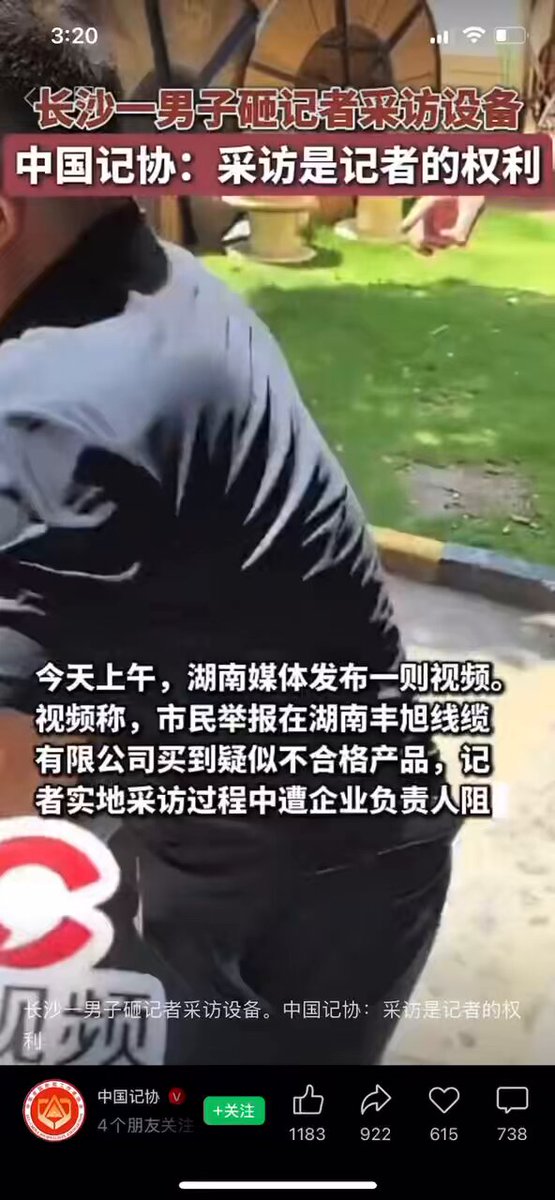 3:20
长沙一男子砸记者采访设备
中国记协：采访是记者的权利
今天上午，湖南媒体发布一则视频。
视频称，市民举报在湖南丰旭线缆
有限公司买到疑似不合格产品，记
者实地采访过程中遭企业负责人阻
视频
长沙一男子砸记者采访设备。中国记协：采访是记者的权
利
中国记协
4个朋友关注
+关注
1183
922
615
738